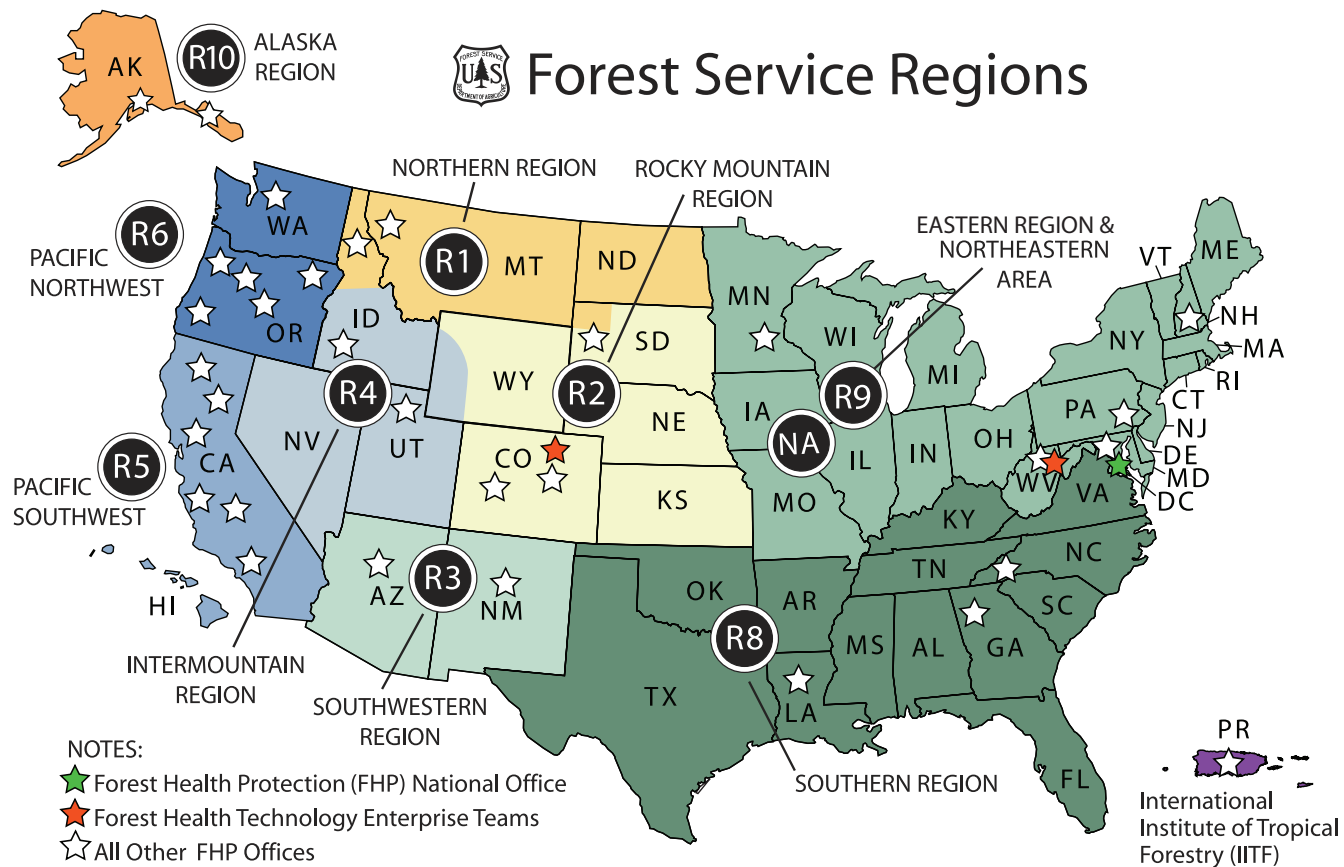 AK
R10
ALASKA
REGION
FOREST SERVICE
U S
DEPARTMENT OF AGRICULTURE
Forest Service Regions
NORTHERN REGION
ROCKY MOUNTAIN
REGION
EASTERN REGION &
NORTHEASTERN
AREA
R6
PACIFIC
NORTHWEST
WA
OR
R1
MT
ND
ID
SD
WY
R2
NE
R4
NV
UT
CO
KS
R5
PACIFIC
SOUTHWEST
CA
HI
MN
WI
MI
IA
R9
NA
IL
IN
OH
MO
VT
ME
NH
NY
MA
RI
CT
PA
NJ
DE
MD
DC
WV
VA
KY
NC
TN
SC
R3
AZ
NM
OK
AR
R8
MS
AL
GA
TX
LA
FL
INTERMOUNTAIN
REGION
SOUTHWESTERN
REGION
SOUTHERN REGION
PR
International
Institute of Tropical
Forestry (IITF)
NOTES:
Forest Health Protection (FHP) National Office
Forest Health Technology Enterprise Teams
All Other FHP Offices